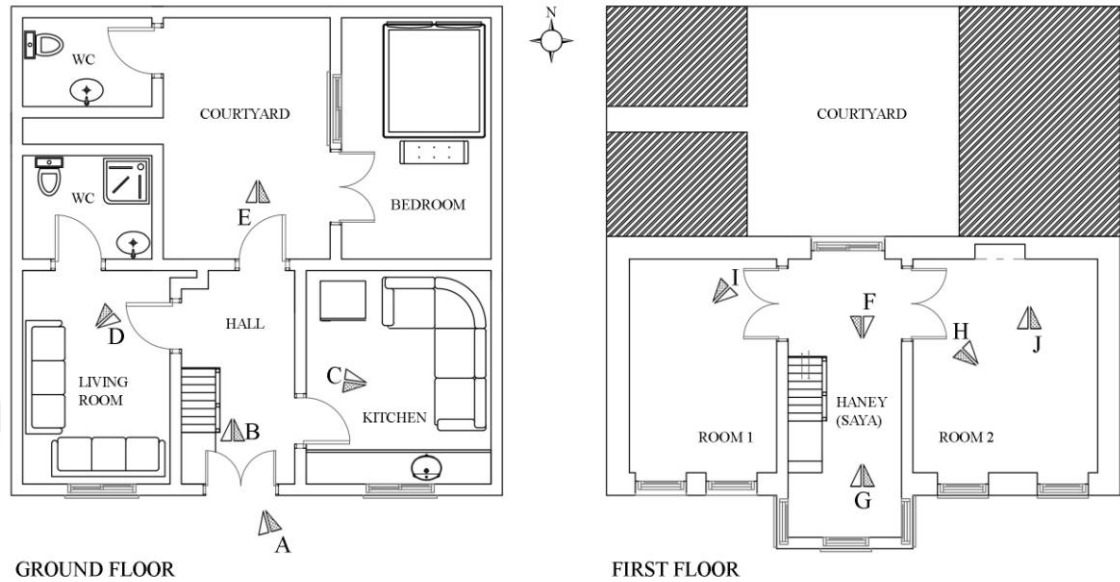 N
WC
COURTYARD
E
BEDROOM
WC
D
HALL
LIVING
ROOM
B
C
KITCHEN
A
GROUND FLOOR
COURTYARD
I
F
H
J
HANEY
(SAYA)
ROOM 1
ROOM 2
G
FIRST FLOOR